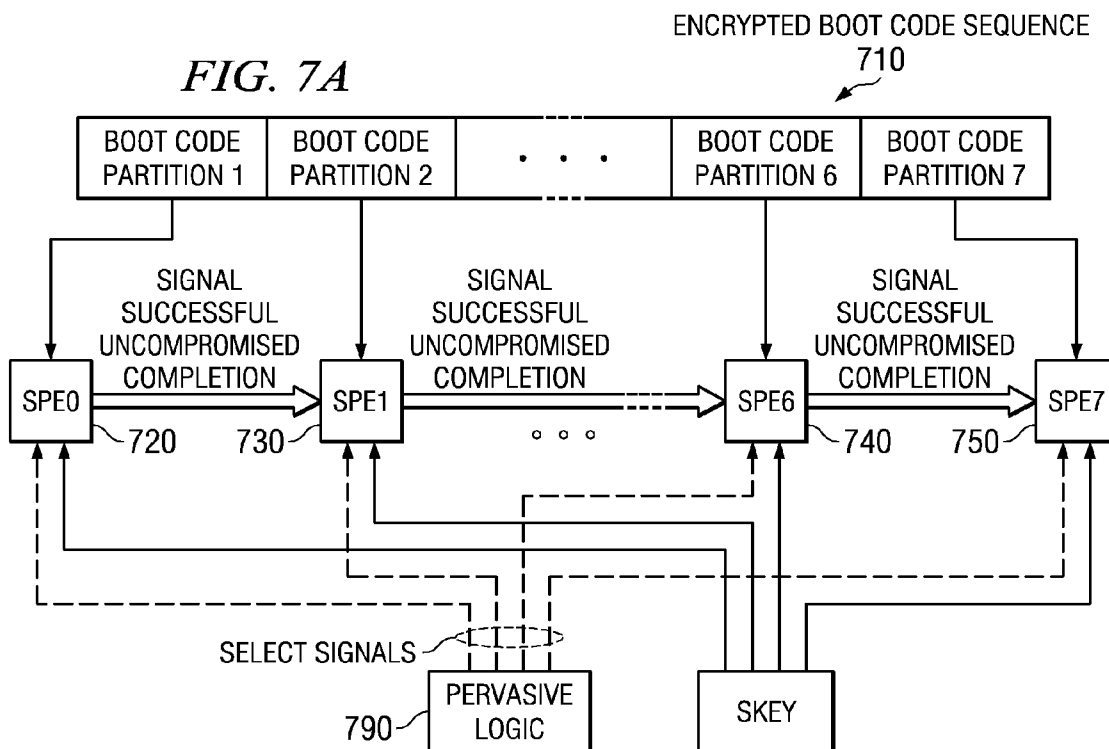 ENCRYPTED BOOT CODE SEQUENCE
710
FIG. 7A
BOOT CODE
PARTITION 1
BOOT CODE
PARTITION 2
. . .
BOOT CODE
PARTITION 6
BOOT CODE
PARTITION 7
SIGNAL
SUCCESSFUL
UNCOMPROMISED
COMPLETION
SIGNAL
SUCCESSFUL
UNCOMPROMISED
COMPLETION
SIGNAL
SUCCESSFUL
UNCOMPROMISED
COMPLETION
SPE0
SPE1
SPE6
SPE7
720
730
740
750
SELECT SIGNALS
790
PERVASIVE
LOGIC
SKEY